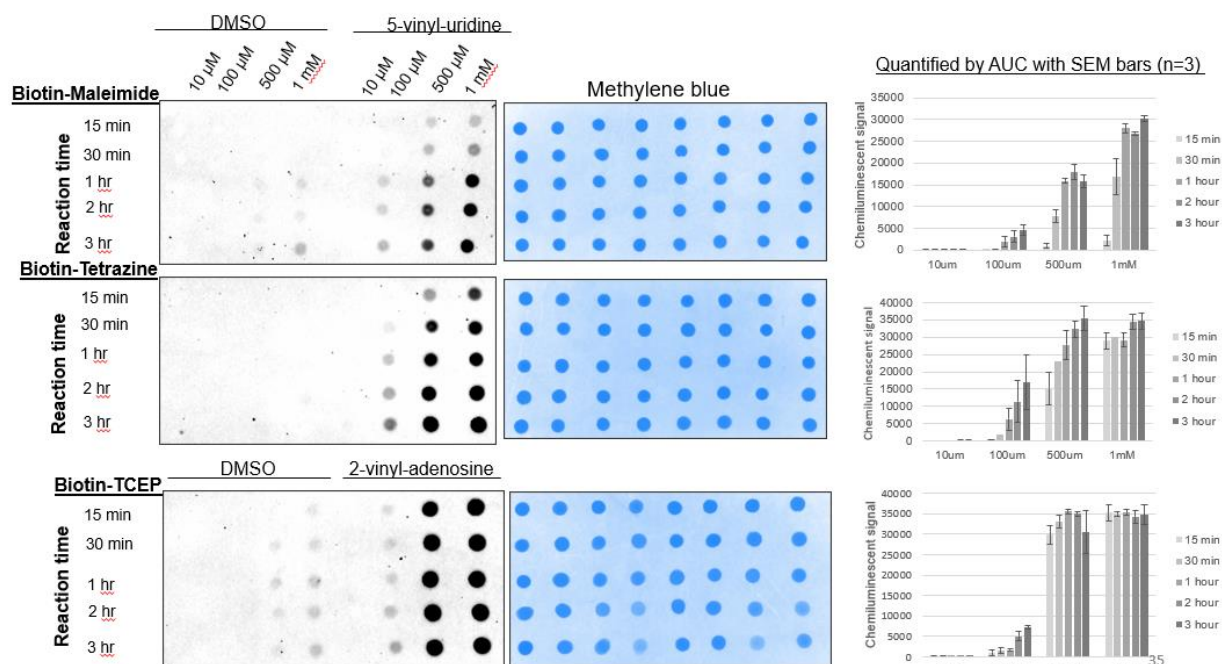 DMSO
5-vinyl-uridine
10 µM 100 µM 500 µM 1 mM 10 µM 100 µM 500 µM 1 mM
Biotin-Maleimide
Methylene blue
Reaction time
15 min
30 min
1 hr
2 hr
3 hr
Quantified by AUC with SEM bars (n=3)
Chemiluminescent signal
35000
30000
25000
20000
15000
10000
5000
0
10um 100um 500um 1mM
15 min
30 min
1 hour
2 hour
3 hour
Biotin-Tetrazine
Reaction time
15 min
30 min
1 hr
2 hr
3 hr
Chemiluminescent signal
40000
35000
30000
25000
20000
15000
10000
5000
0
10um 100um 500um 1mM
15 min
30 min
1 hour
2 hour
3 hour
DMSO
2-vinyl-adenosine
Biotin-TCEP
Reaction time
15 min
30 min
1 hr
2 hr
3 hr
Chemiluminescent signal
40000
35000
30000
25000
20000
15000
10000
5000
0
10um 100um 500um 1mM
15 min
30 min
1 hour
2 hour
3 hour
35